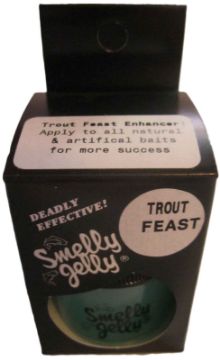 Trout Feast Enhancer
Apply to all natural
& artifical baits
for more success
DEADLY
EFFECTIVE!
Smelly
Jelly®
TROUT
FEAST
Smelly
Jelly